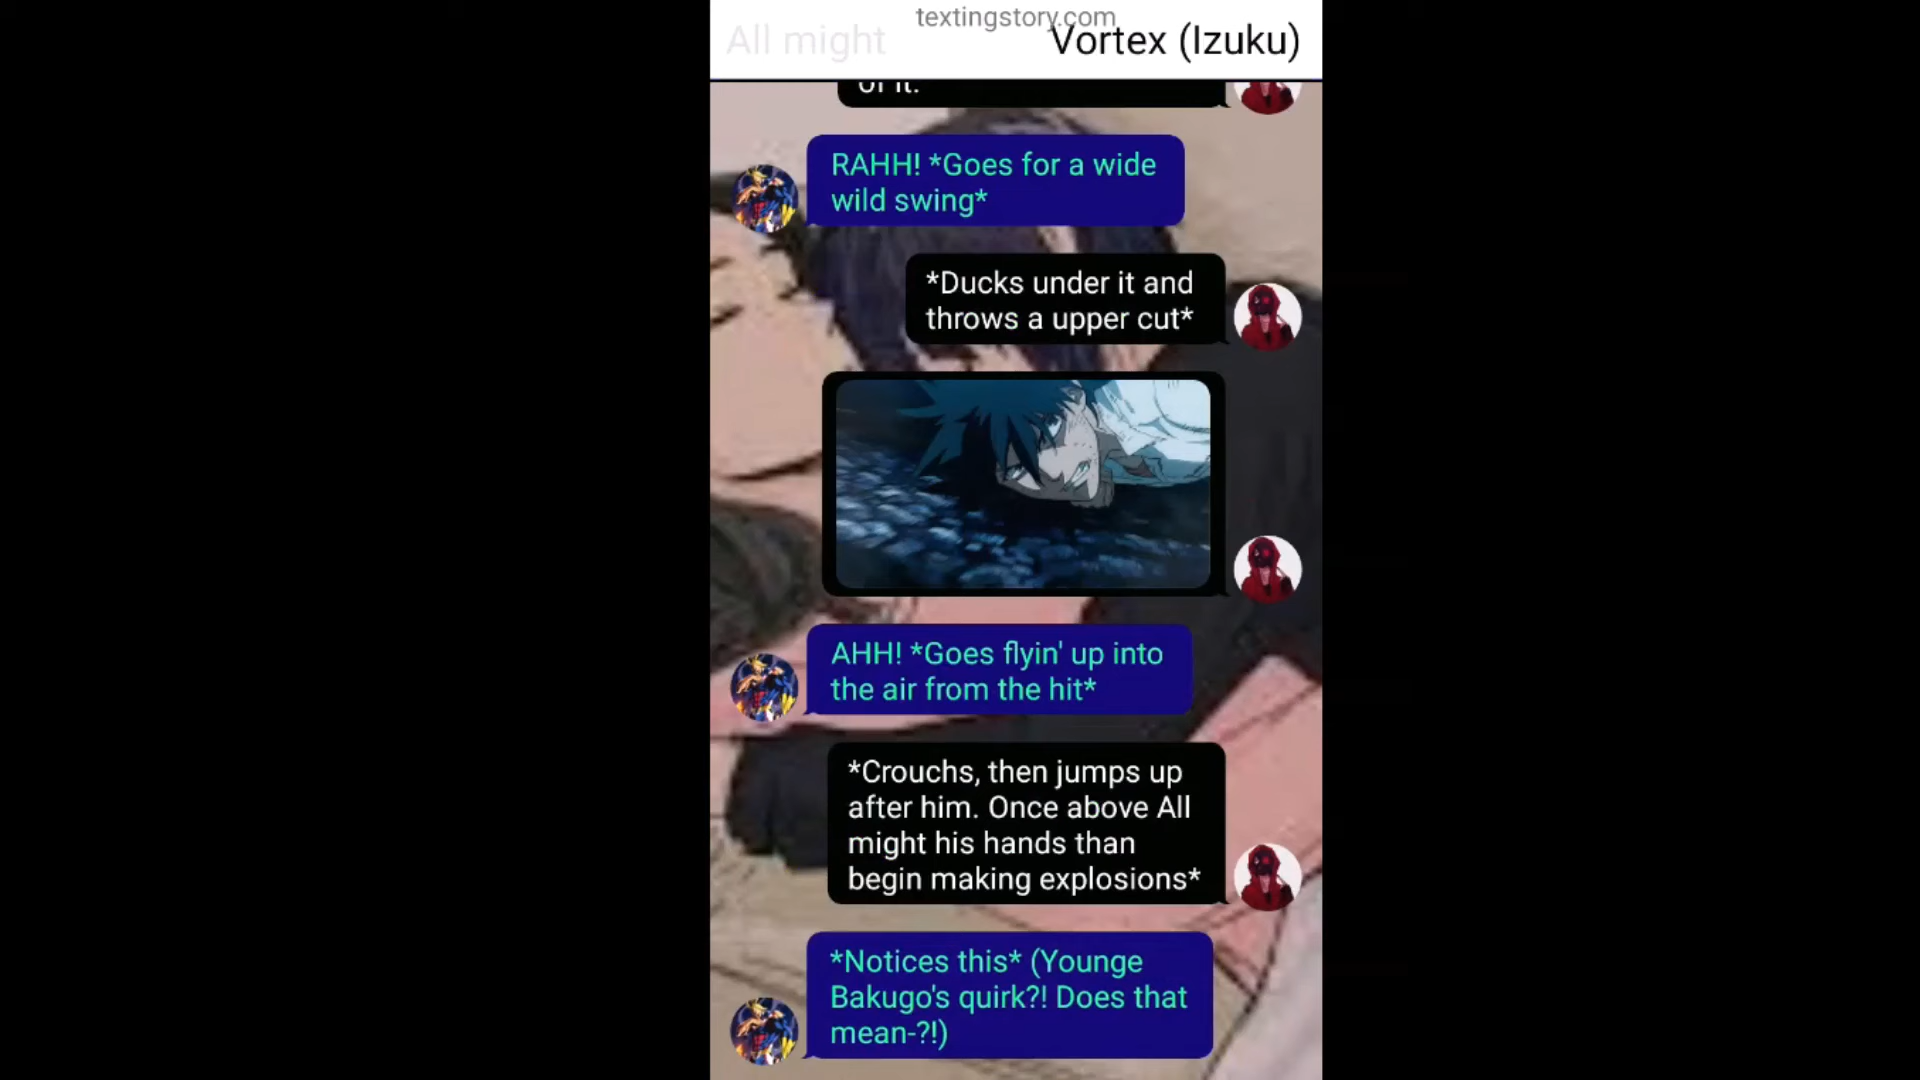 textingstory.com
All might
Vortex (Izuku)
of it.
RAHH! *Goes for a wide
wild swing*
*Ducks under it and
throws a upper cut*
AHH! *Goes flyin' up into
the air from the hit*
*Crouchs, then jumps up
after him. Once above All
might his hands than
begin making explosions*
*Notices this* (Younge
Bakugo's quirk?! Does that
mean-?!)